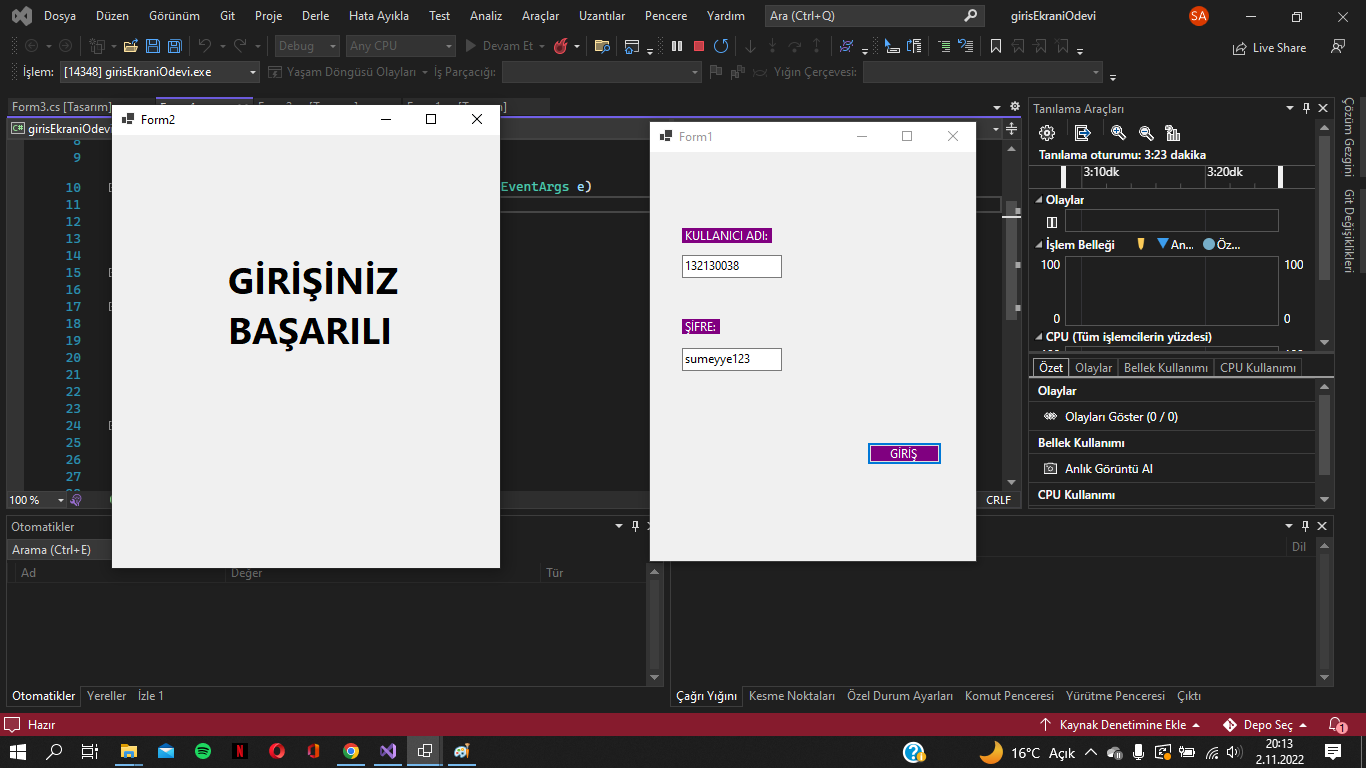 Dosya Düzen Görünüm Git Proje Derle Hata Ayıkla Test Analiz Araçlar Uzantılar Pencere Yardım Ara (Ctrl+Q) girisEkraniOdevi SA
Debug Any CPU Devam Et Live Share
İşlem: [14348] girisEkraniOdevi.exe Yaşam Döngüsü Olayları İş Parçacığı: Yığın Çerçevesi:
Form3.cs [Tasarım]
girisEkraniOdevi
Form2
GİRİŞİNİZ
BAŞARILI
EventArgs e)
8
9
10
11
12
13
14
15
16
17
18
19
20
21
22
23
24
25
26
27
100 %
CRLF
Form1
KULLANICI ADI:
132130038
ŞİFRE:
sumeyye123
GİRİŞ
Tanılama Araçları
Tanılama oturumu: 3:23 dakika
3:10dk 3:20dk
Olaylar
İşlem Belleği An... Öz...
100 100
0 0
CPU (Tüm işlemcilerin yüzdesi)
Özet Olaylar Bellek Kullanımı CPU Kullanımı
Olaylar
Olayları Göster (0 / 0)
Bellek Kullanımı
Anlık Görüntü Al
CPU Kullanımı
Çözüm Gezgini
Git Değişiklikleri
Otomatikler
Arama (Ctrl+E)
Ad Değer Tür
Dil
Otomatikler Yereller İzle 1
Çağrı Yığını Kesme Noktaları Özel Durum Ayarları Komut Penceresi Yürütme Penceresi Çıktı
Hazır Kaynak Denetimine Ekle Depo Seç 1
16°C Açık 20:13
2.11.2022